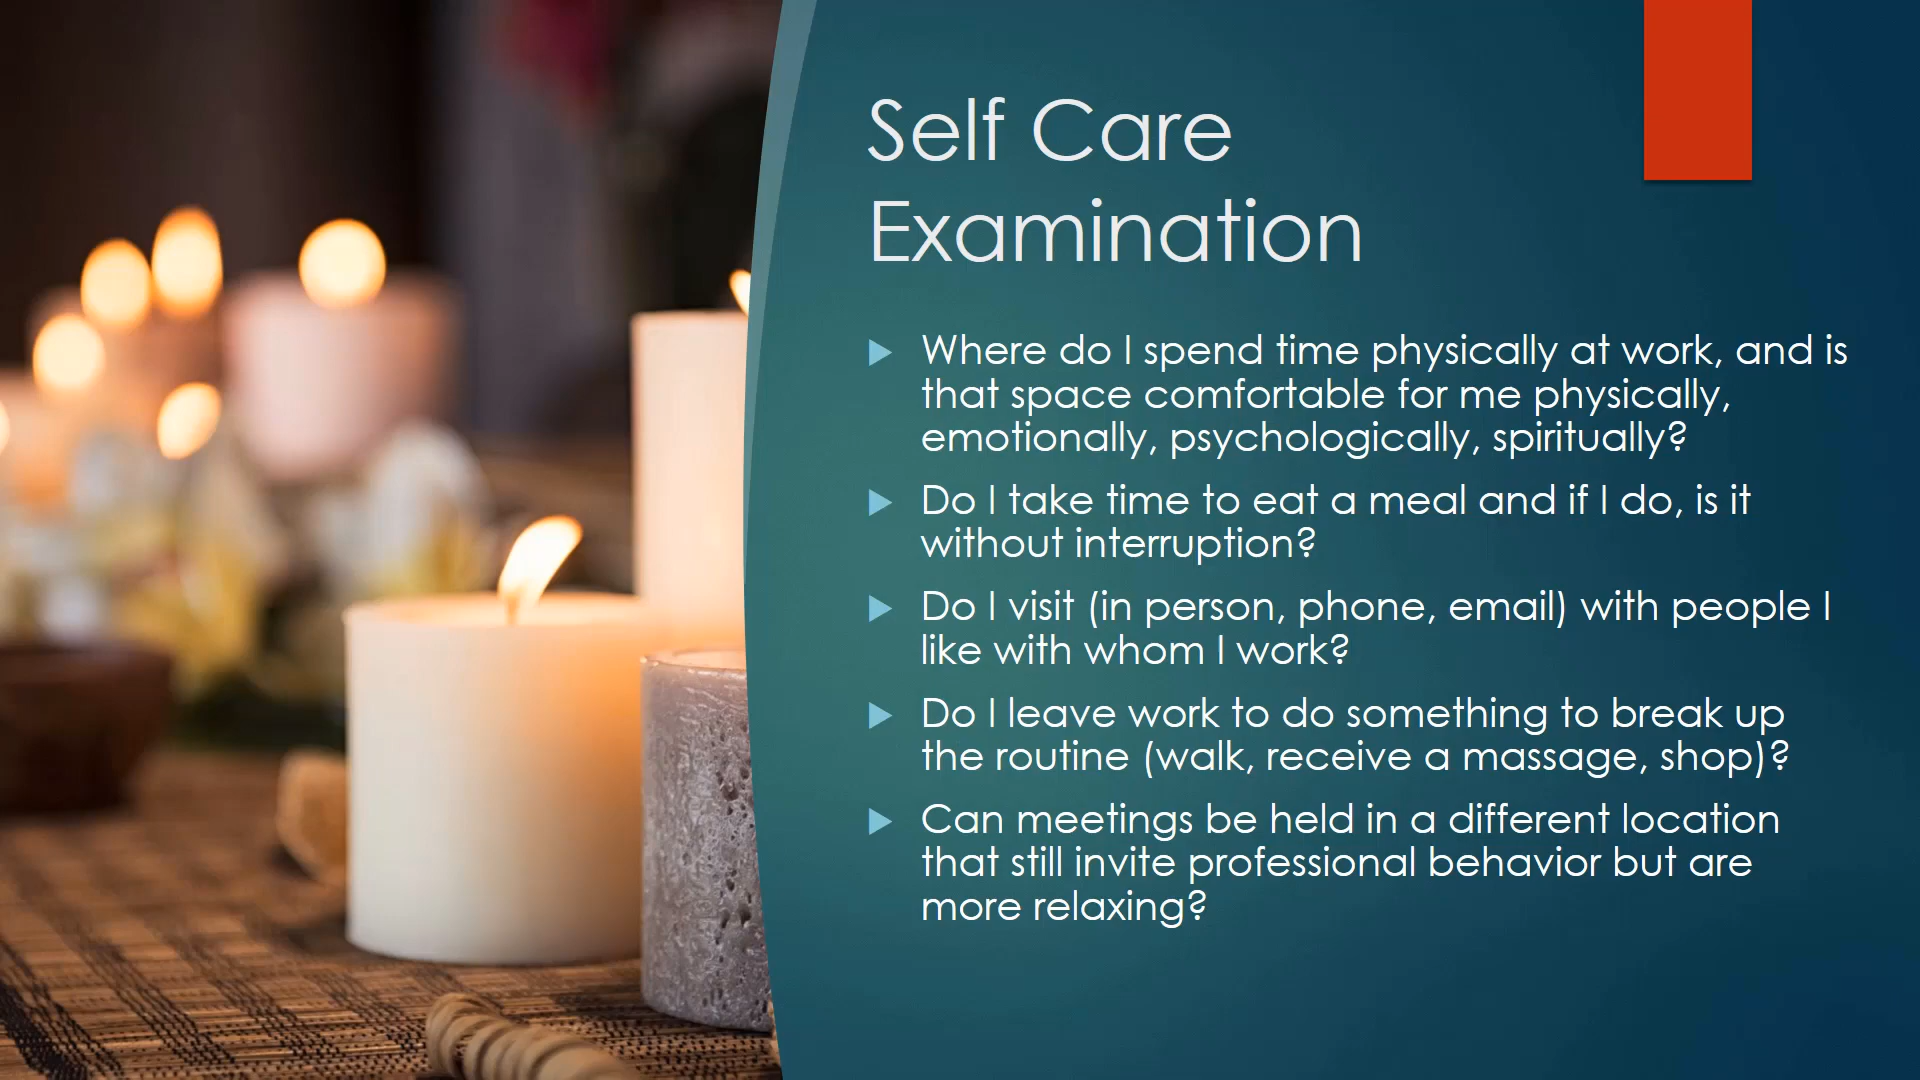 Self Care
Examination
Where do I spend time physically at work, and is
that space comfortable for me physically,
emotionally, psychologically, spiritually?
Do I take time to eat a meal and if I do, is it
without interruption?
Do I visit (in person, phone, email) with people I
like with whom I work?
Do I leave work to do something to break up
the routine (walk, receive a massage, shop)?
Can meetings be held in a different location
that still invite professional behavior but are
more relaxing?